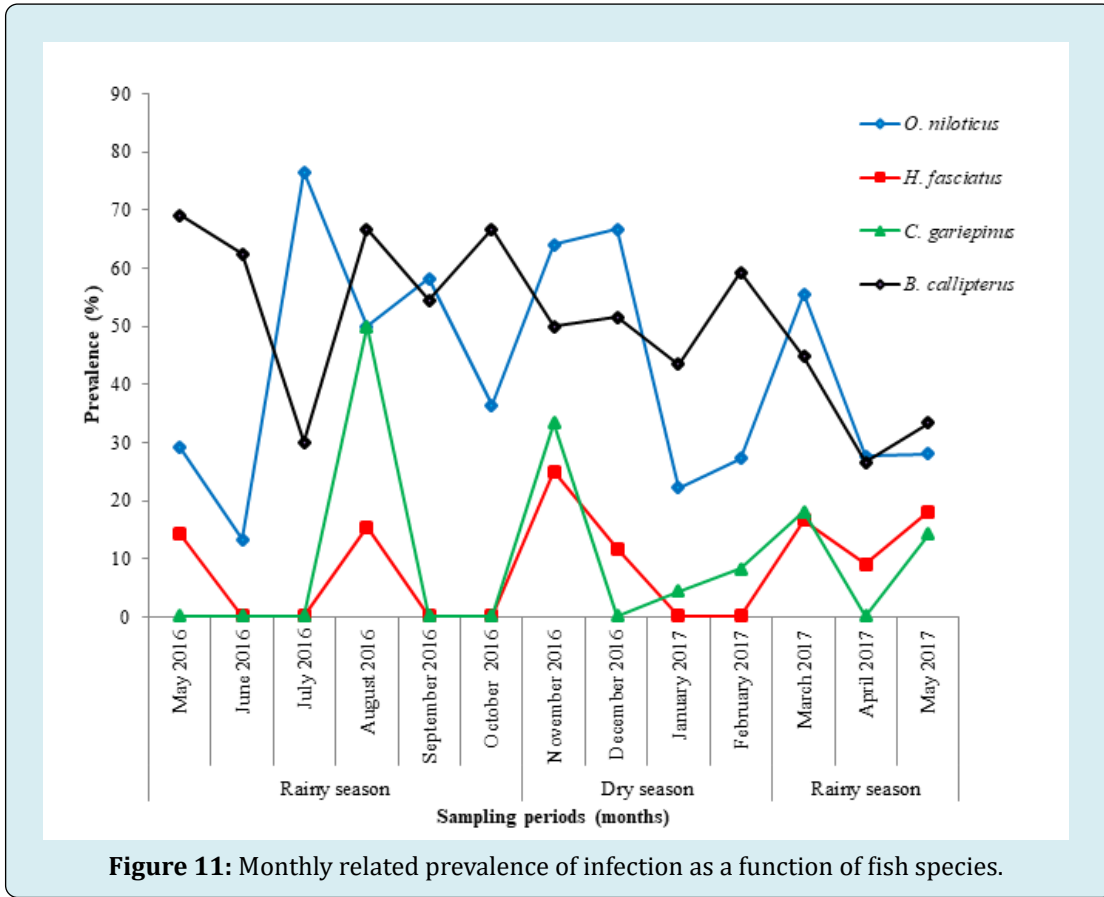 90
80
70
60
50
40
30
20
10
0
Prevalence (%)
O. niloticus
H. fasciatus
C. gariepinus
B. callipterus
May 2016
June 2016
July 2016
August 2016
September 2016
October 2016
November 2016
December 2016
January 2017
February 2017
March 2017
April 2017
May 2017
Rainy season
Dry season
Rainy season
Sampling periods (months)
Figure 11: Monthly related prevalence of infection as a function of fish species.